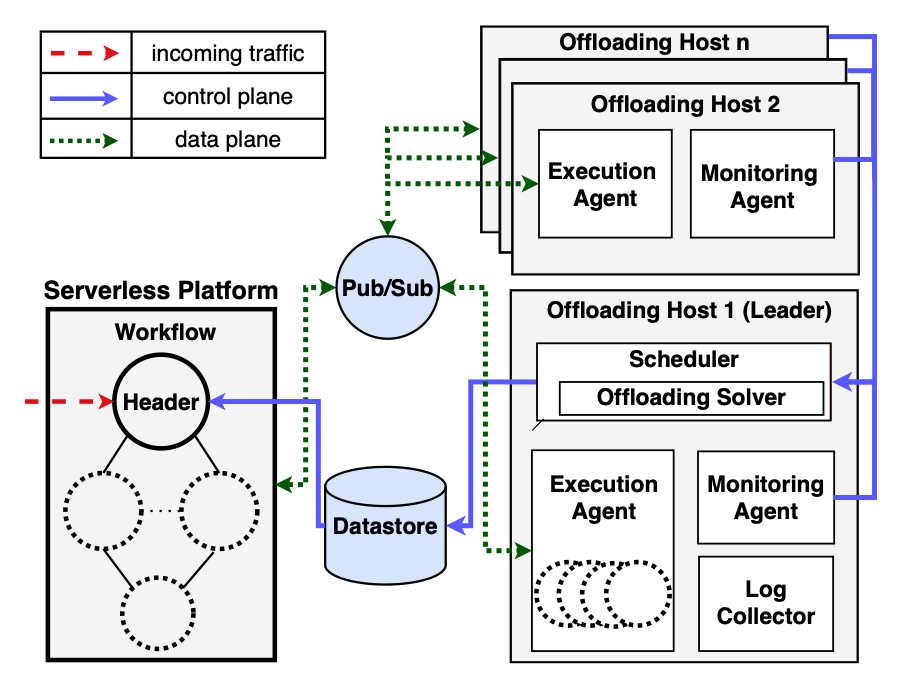 incoming traffic
control plane
data plane
Offloading Host n
Offloading Host 2
Execution
Agent
Monitoring
Agent
Pub/Sub
Serverless Platform
Workflow
Header
Datastore
Offloading Host 1 (Leader)
Scheduler
Offloading Solver
Execution
Agent
Monitoring
Agent
Log
Collector